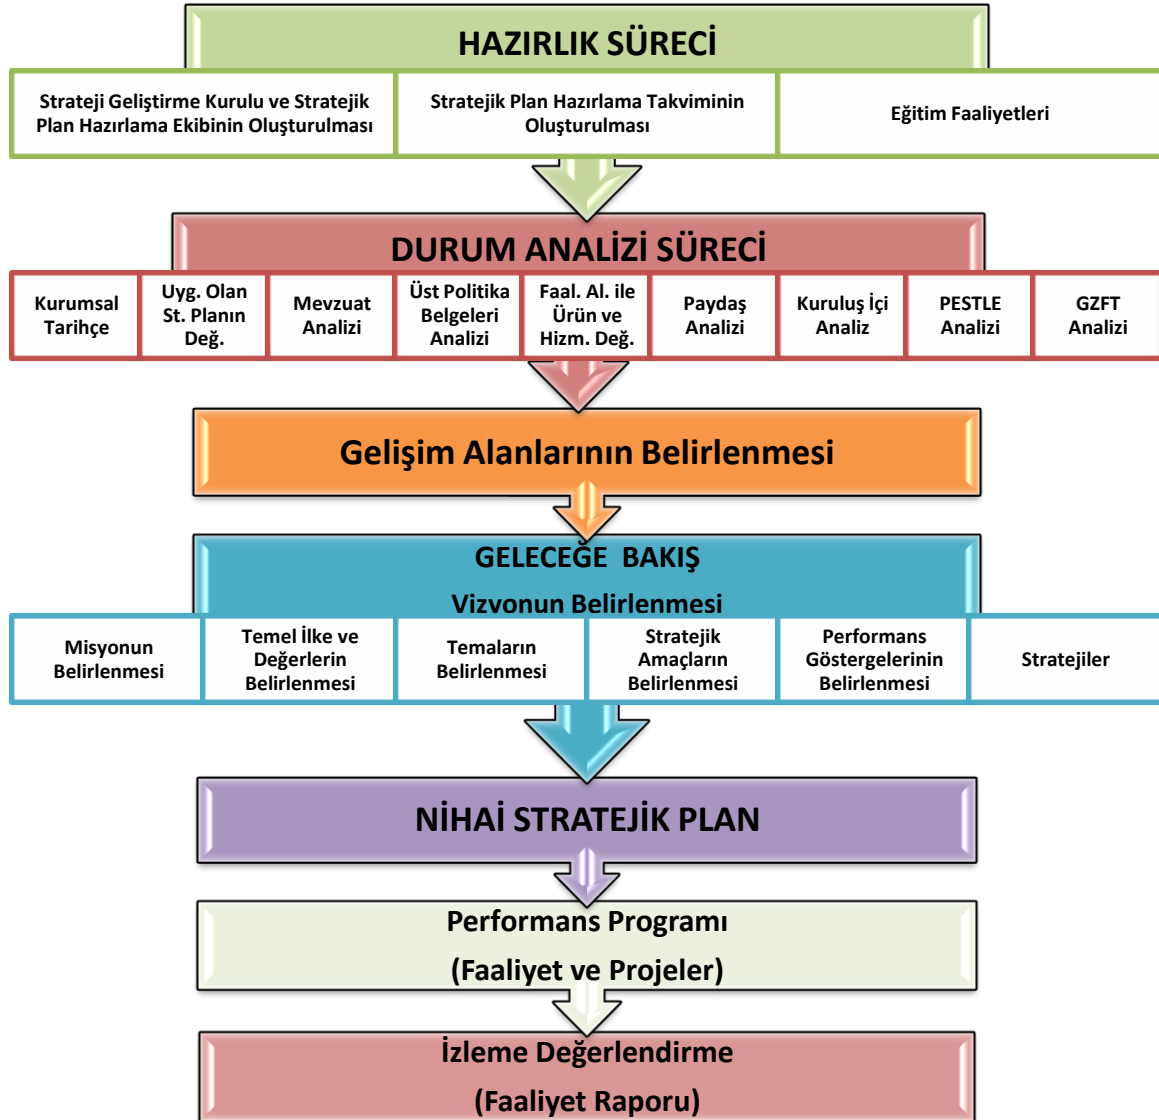 HAZIRLIK SÜRECİ
Strateji Geliştirme Kurulu ve Stratejik
Plan Hazırlama Ekibinin Oluşturulması
Stratejik Plan Hazırlama Takviminin
Oluşturulması
Eğitim Faaliyetleri
DURUM ANALİZİ SÜRECİ
Kurumsal
Tarihçe
Uyg. Olan
St. Planın
Değ.
Mevzuat
Analizi
Üst Politika
Belgeleri
Analizi
Faal. Al. ile
Ürün ve
Hizm. Değ.
Paydaş
Analizi
Kuruluş İçi
Analiz
PESTLE
Analizi
GZFT
Analizi
Gelişim Alanlarının Belirlenmesi
GELECEĞE BAKIŞ
Vizyonun Belirlenmesi
Misyonun
Belirlenmesi
Temel İlke ve
Değerlerin
Belirlenmesi
Temaların
Belirlenmesi
Stratejik
Amaçların
Belirlenmesi
Performans
Göstergelerinin
Belirlenmesi
Stratejiler
NİHAİ STRATEJİK PLAN
Performans Programı
(Faaliyet ve Projeler)
İzleme Değerlendirme
(Faaliyet Raporu)